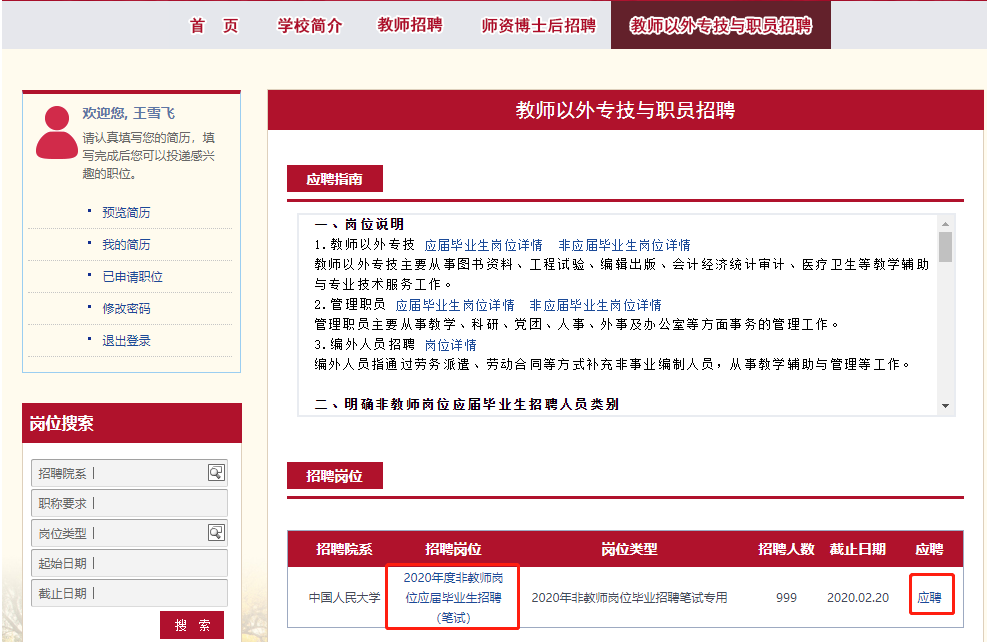 首 页 学校简介 教师招聘 师资博士后招聘 教师以外专技与职员招聘
欢迎您, 王雪飞
请认真填写您的简历，填
写完成后您可以投递感兴
趣的职位。
预览简历
我的简历
已申请职位
修改密码
退出登录
岗位搜索
招聘院系
职称要求
岗位类型
起始日期
截止日期
搜 索
教师以外专技与职员招聘
应聘指南
一、岗位说明
1.教师以外专技 应届毕业生岗位详情 非应届毕业生岗位详情
教师以外专技主要从事图书资料、工程试验、编辑出版、会计经济统计审计、医疗卫生等教学辅助
与专业技术服务工作。
2.管理职员 应届毕业生岗位详情 非应届毕业生岗位详情
管理职员主要从事教学、科研、党团、人事、外事及办公室等方面事务的管理工作。
3.编外人员招聘 岗位详情
编外人员指通过劳务派遣、劳动合同等方式补充非事业编制人员，从事教学辅助与管理等工作。
二、明确非教师岗位应届毕业生招聘人员类别
招聘岗位
招聘院系 招聘岗位 岗位类型 招聘人数 截止日期 应聘
2020年度非教师岗
中国人民大学 位应届毕业生招聘 2020年非教师岗位毕业招聘笔试专用 999 2020.02.20 应聘
（笔试）